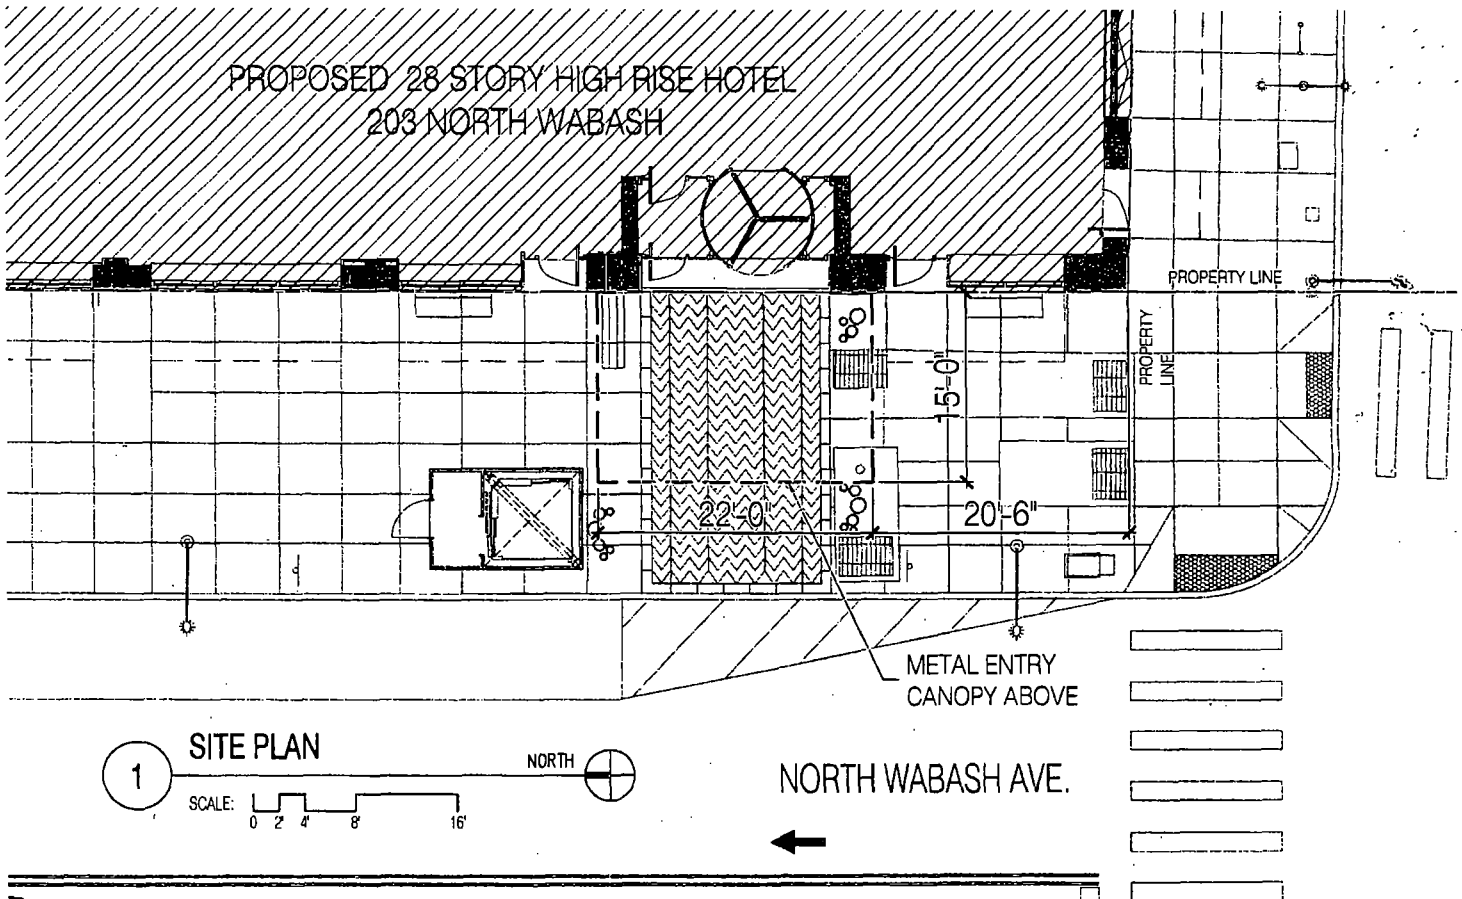 PROPOSED 28 STORY HIGH RISE HOTEL
203 NORTH WABASH
PROPERTY LINE
PROPERTY
LINE
15'-0"
22'-0"
20'-6"
METAL ENTRY
CANOPY ABOVE
1
SITE PLAN
NORTH
SCALE:
0 2' 4' 8' 16'
NORTH WABASH AVE.